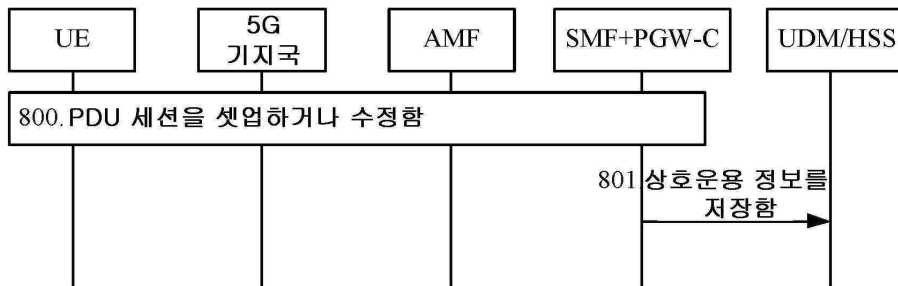 UE
5G
기지국
AMF
SMF+PGW-C
UDM/HSS
800. PDU 세션을 셋업하거나 수정함
801.상호운용 정보를
저장함